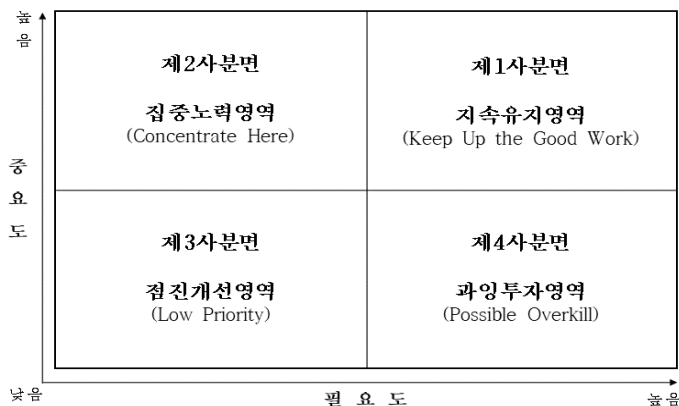 높음
제2사분면
제1사분면
집중노력영역
지속유지영역
(Concentrate Here)
(Keep Up the Good Work)
중요도
제3사분면
제4사분면
점진개선영역
과잉투자영역
(Low Priority)
(Possible Overkill)
낮음
필요도
높음